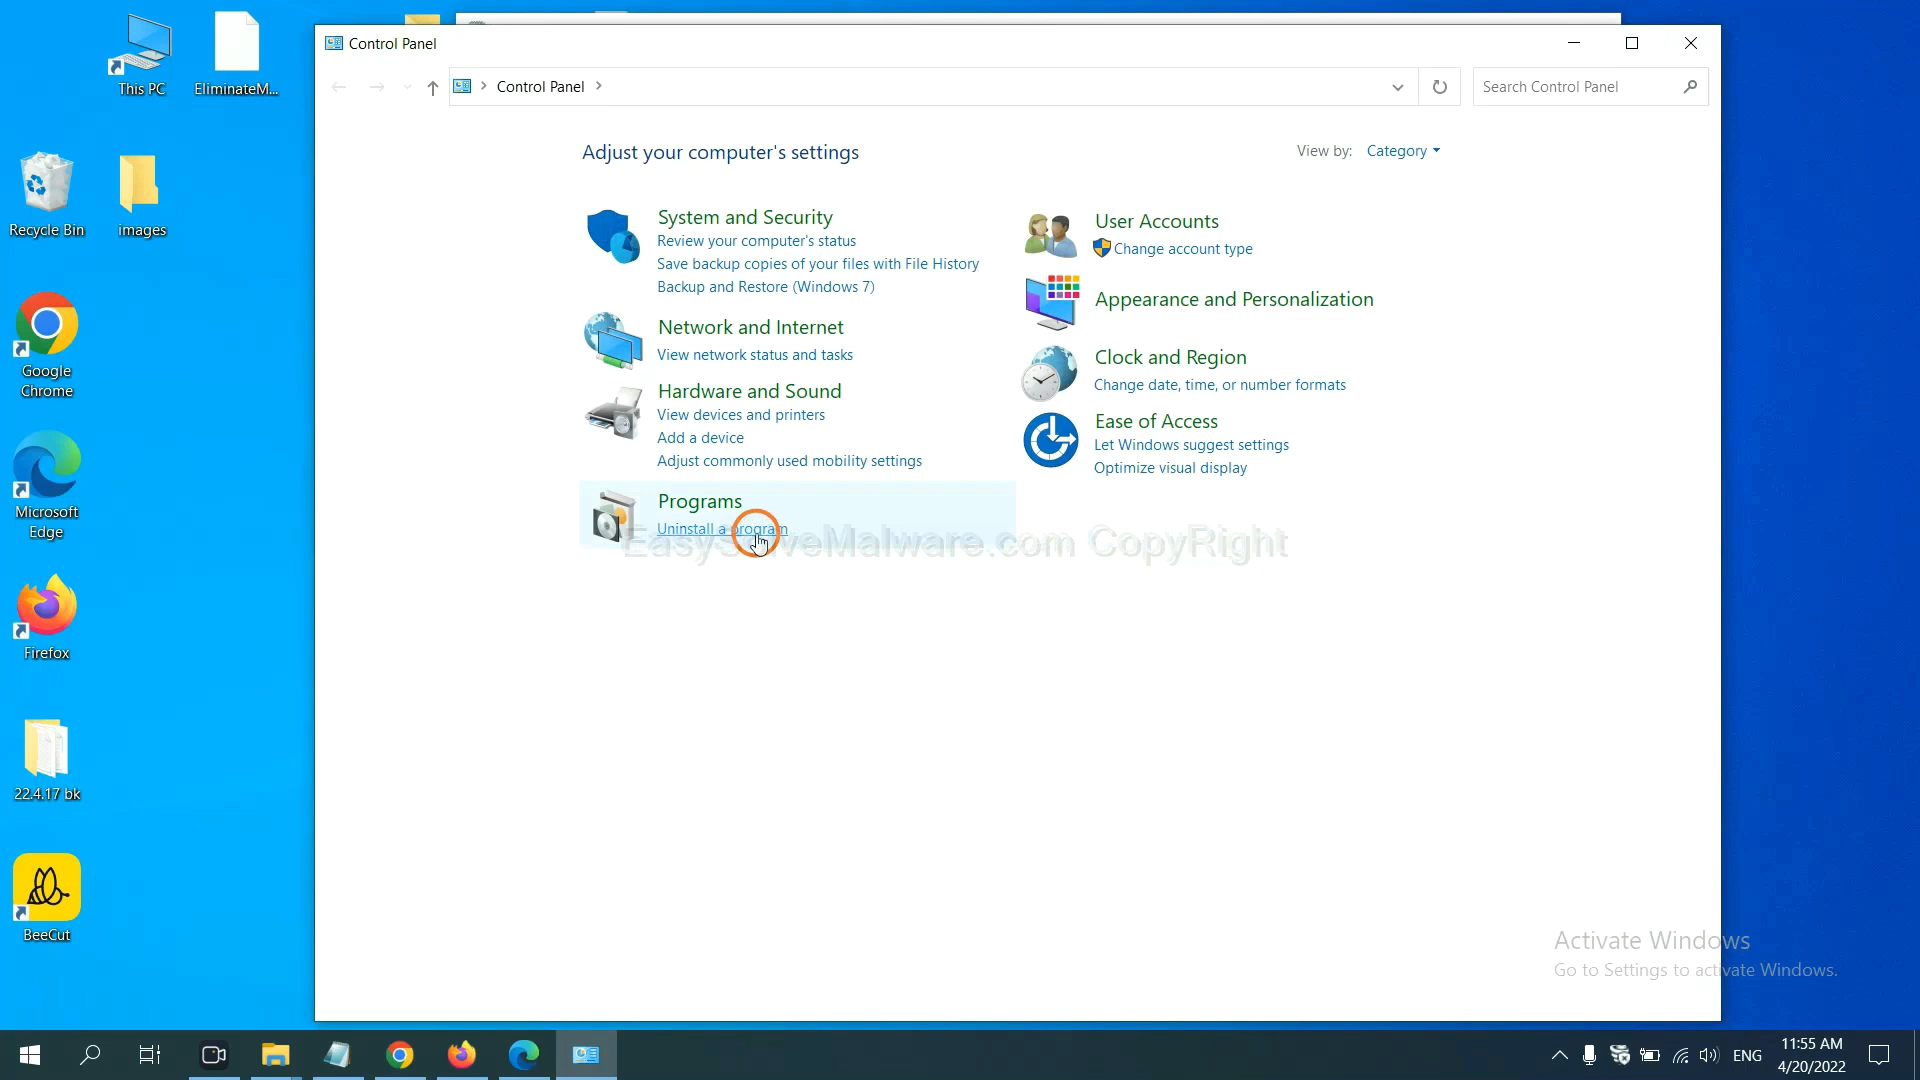 Control Panel
Control Panel
Search Control Panel
This PC
EliminateM...
Recycle Bin
images
Google
Chrome
Microsoft
Edge
Firefox
22.4.17 bk
BeeCut
Adjust your computer's settings
View by: Category
System and Security
Review your computer's status
Save backup copies of your files with File History
Backup and Restore (Windows 7)
Network and Internet
View network status and tasks
Hardware and Sound
View devices and printers
Add a device
Adjust commonly used mobility settings
Programs
Uninstall a program
User Accounts
Change account type
Appearance and Personalization
Clock and Region
Change date, time, or number formats
Ease of Access
Let Windows suggest settings
Optimize visual display
EasySolveMalware.com CopyRight
Activate Windows
Go to Settings to activate Windows.
ENG
11:55 AM
4/20/2022